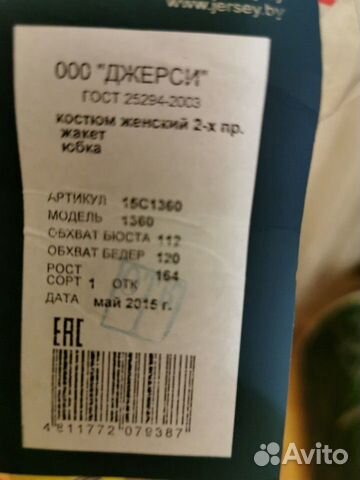 www.jersey.by
ООО "ДЖЕРСИ"
ГОСТ 25294-2003
костюм женский 2-х пр.
жакет
юбка
АРТИКУЛ 15С1360
МОДЕЛЬ 1360
ОБХВАТ БЮСТА 112
ОБХВАТ БЕДЕР 120
РОСТ 164
СОРТ 1 ОТК
ДАТА май 2015 г.
ЕАС
4 811772 079387
Avito